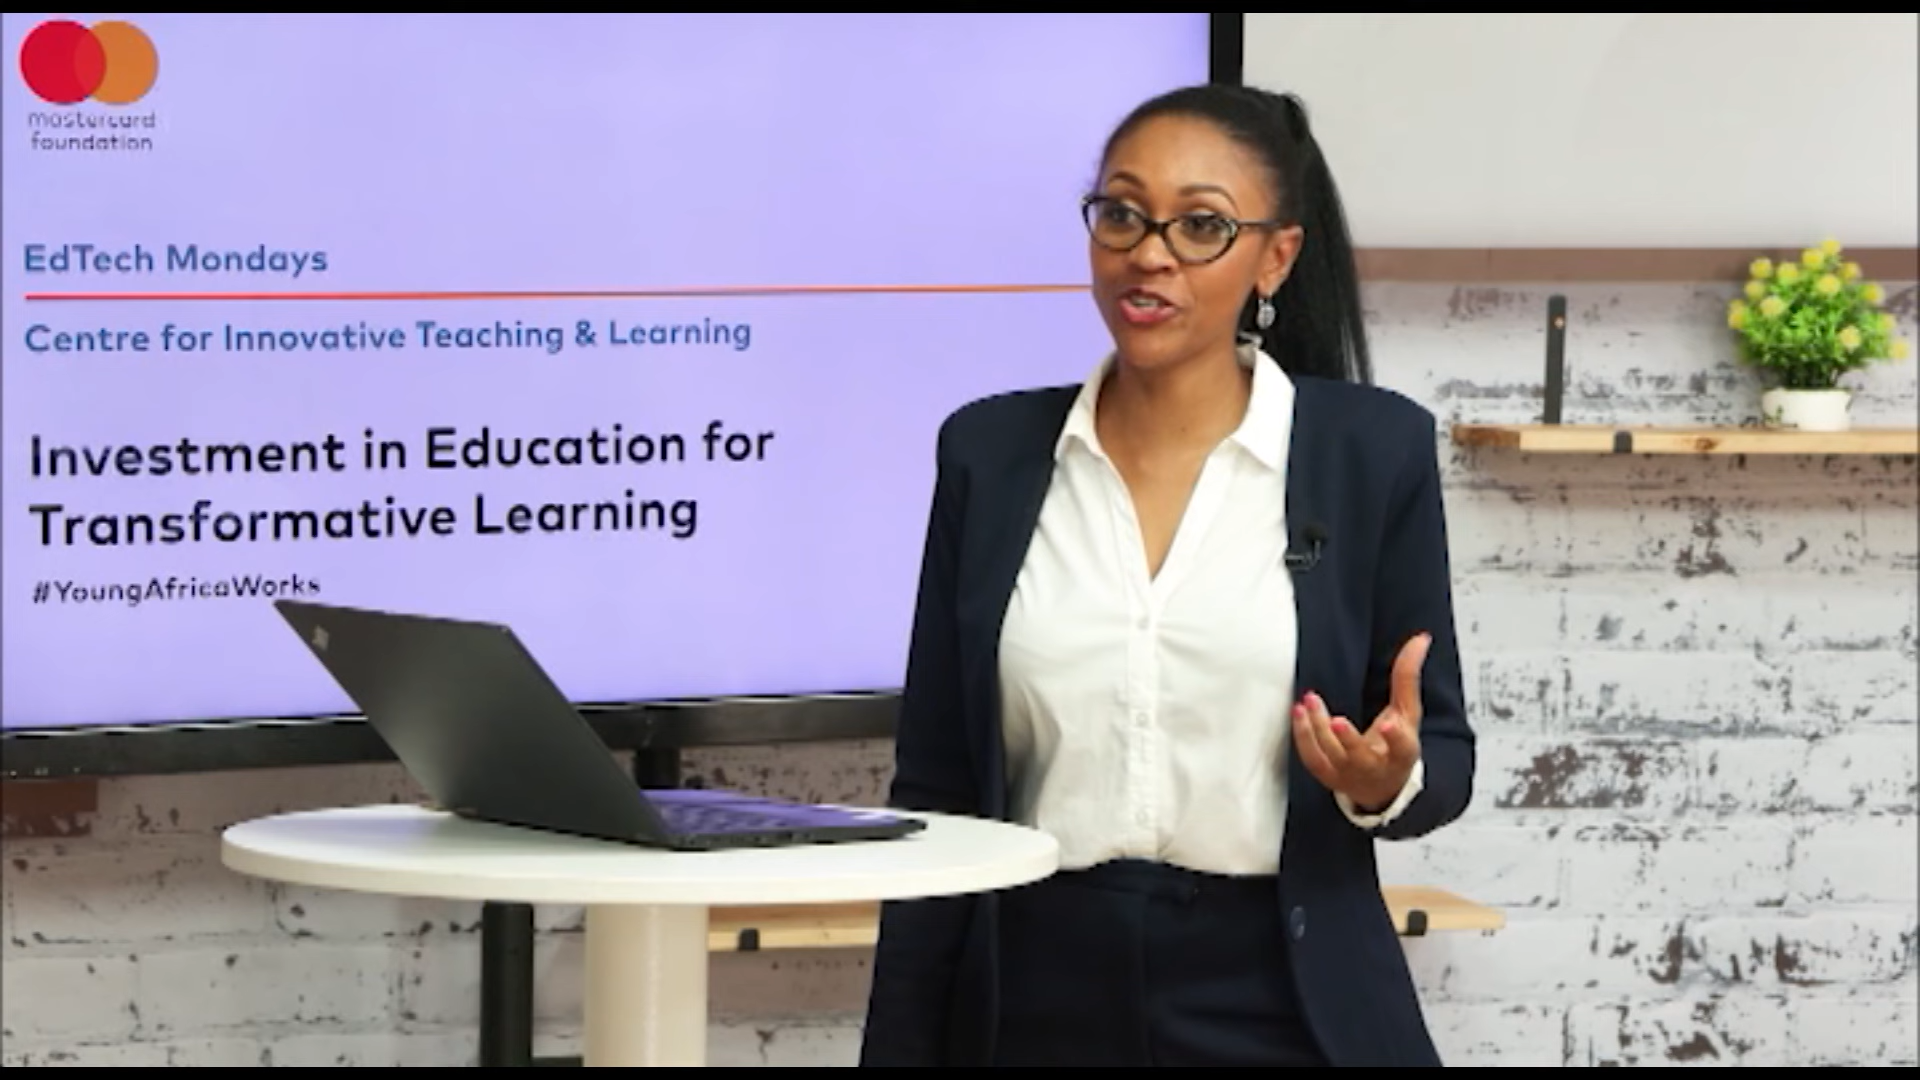 mastercard
foundation
EdTech Mondays
Centre for Innovative Teaching & Learning
Investment in Education for
Transformative Learning
#YoungAfricaWorks